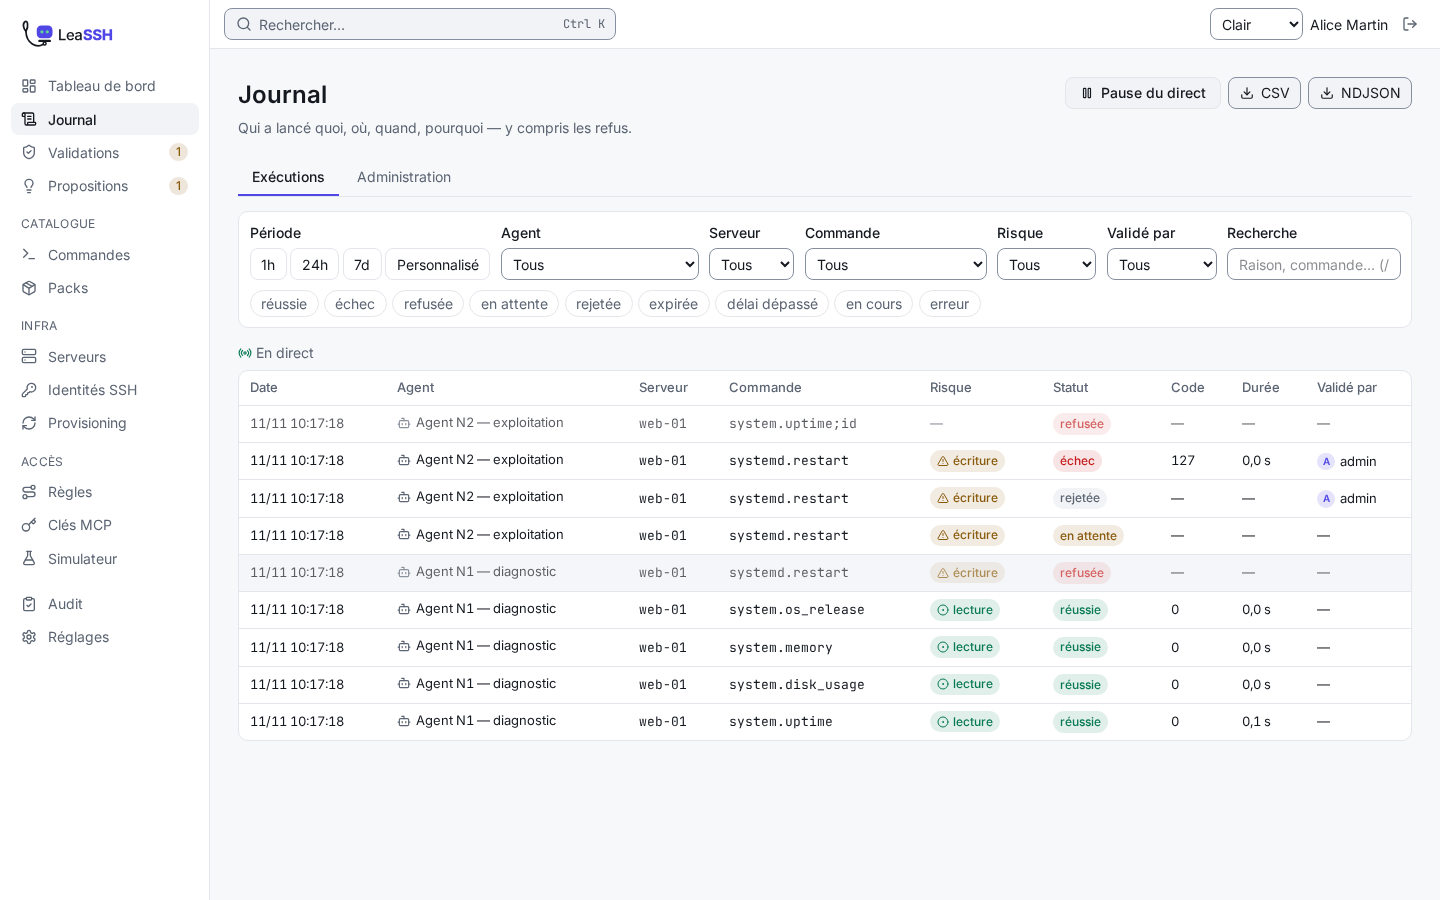 LeaSSH
Rechercher... Ctrl K
Clair
Alice Martin
Tableau de bord
Journal
Validations 1
Propositions 1
CATALOGUE
Commandes
Packs
INFRA
Serveurs
Identités SSH
Provisioning
ACCÈS
Règles
Clés MCP
Simulateur
Audit
Réglages
Journal
Pause du direct
CSV
NDJSON
Qui a lancé quoi, où, quand, pourquoi — y compris les refus.
Exécutions Administration
Période Agent Serveur Commande Risque Validé par Recherche
1h 24h 7d Personnalisé Tous Tous Tous Tous Tous Raison, commande... (/
réussie échec refusée en attente rejetée expirée délai dépassé en cours erreur
En direct
Date Agent Serveur Commande Risque Statut Code Durée Validé par
11/11 10:17:18 Agent N2 — exploitation web-01 system.uptime;id — refusée — — —
11/11 10:17:18 Agent N2 — exploitation web-01 systemd.restart écriture échec 127 0,0 s A admin
11/11 10:17:18 Agent N2 — exploitation web-01 systemd.restart écriture rejetée — — A admin
11/11 10:17:18 Agent N2 — exploitation web-01 systemd.restart écriture en attente — — —
11/11 10:17:18 Agent N1 — diagnostic web-01 systemd.restart écriture refusée — — —
11/11 10:17:18 Agent N1 — diagnostic web-01 system.os_release lecture réussie 0 0,0 s —
11/11 10:17:18 Agent N1 — diagnostic web-01 system.memory lecture réussie 0 0,0 s —
11/11 10:17:18 Agent N1 — diagnostic web-01 system.disk_usage lecture réussie 0 0,0 s —
11/11 10:17:18 Agent N1 — diagnostic web-01 system.uptime lecture réussie 0 0,1 s —